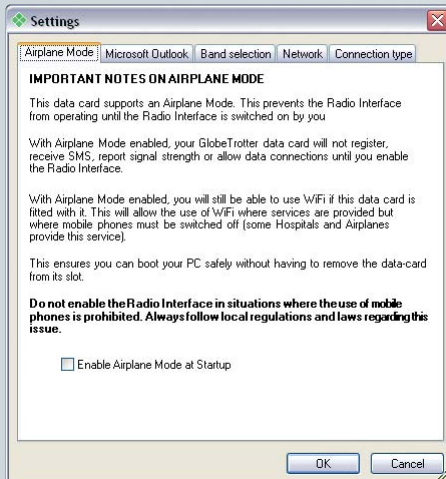 Settings
Airplane Mode Microsoft Outlook Band selection Network Connection type
IMPORTANT NOTES ON AIRPLANE MODE
This data card supports an Airplane Mode. This prevents the Radio Interface
from operating until the Radio Interface is switched on by you
With Airplane Mode enabled, your GlobeTrotter data card will not register,
receive SMS, report signal strength or allow data connections until you enable
the Radio Interface.
With Airplane Mode enabled, you will still be able to use WiFi if this data card is
fitted with it. This will allow the use of WiFi where services are provided but
where mobile phones must be switched off (some Hospitals and Airplanes
provide this service).
This ensures you can boot your PC safely without having to remove the data-card
from its slot.
Do not enable the Radio Interface in situations where the use of mobile
phones is prohibited. Always follow local regulations and laws regarding this
issue.
Enable Airplane Mode at Startup
OK Cancel